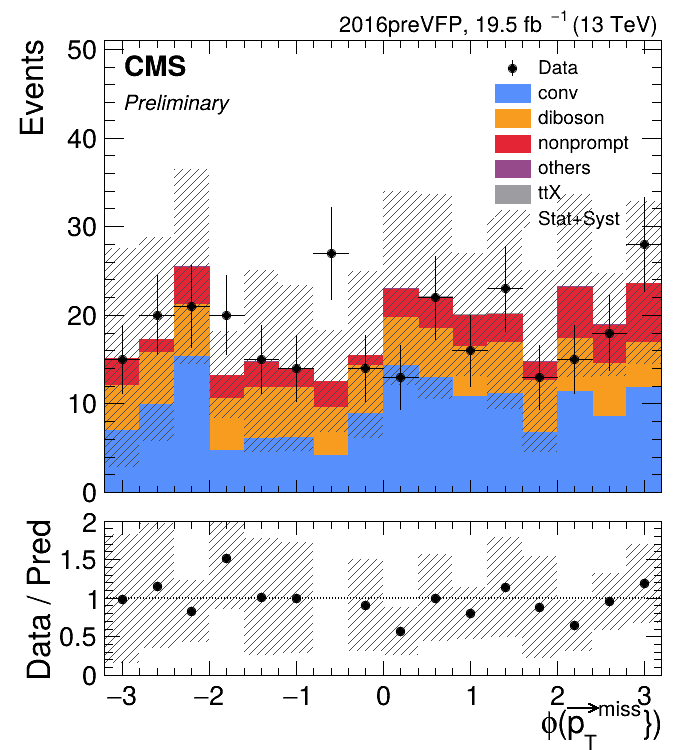 2016preVFP, 19.5 fb ⁻¹ (13 TeV)
CMS
Preliminary
Data
conv
diboson
nonprompt
others
ttX
Stat+Syst
Events
50
40
30
20
10
0
Data / Pred
2
1.5
1
0.5
0
−3 −2 −1 0 1 2 3
ϕ(p⃗_T^miss})